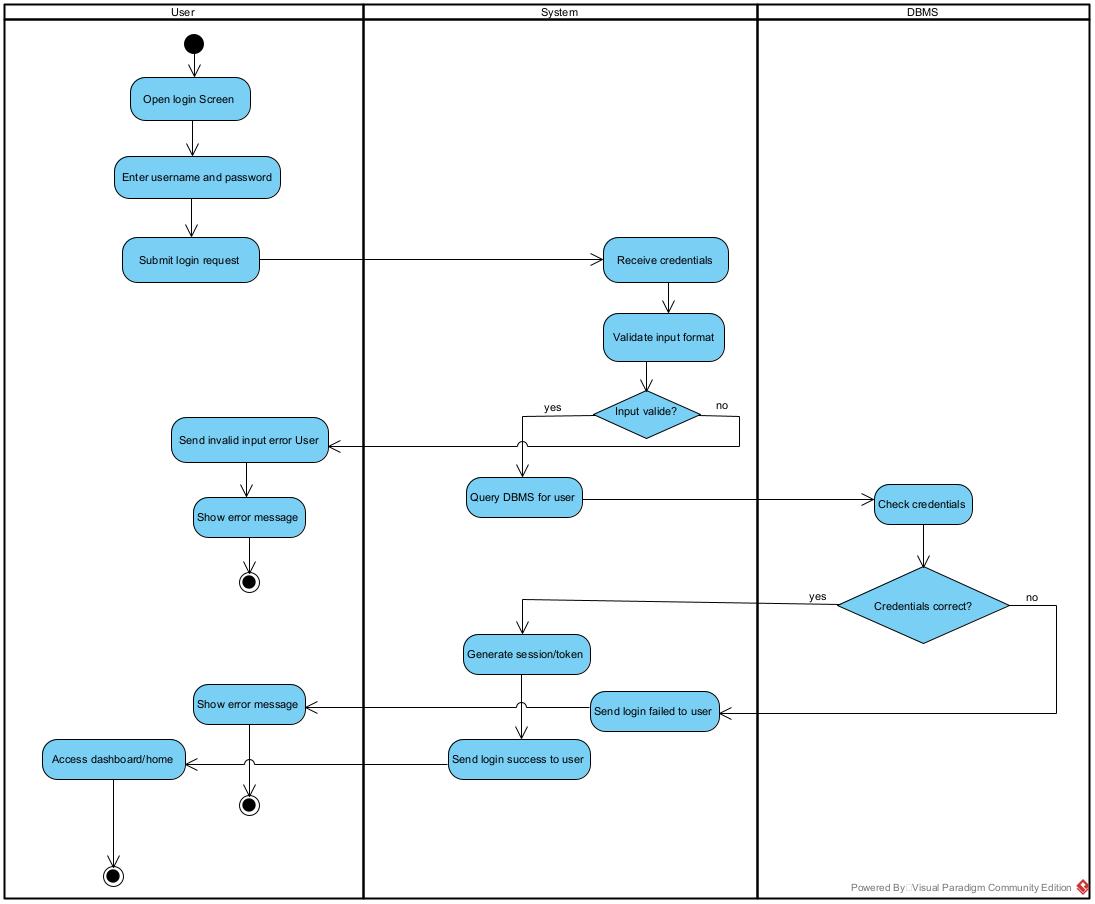 User
System
DBMS
Open login Screen
Enter username and password
Submit login request
Receive credentials
Validate input format
Input valide?
yes
no
Send invalid input error User
Show error message
Query DBMS for user
Check credentials
Credentials correct?
yes
no
Generate session/token
Send login failed to user
Show error message
Send login success to user
Access dashboard/home
Powered By Visual Paradigm Community Edition